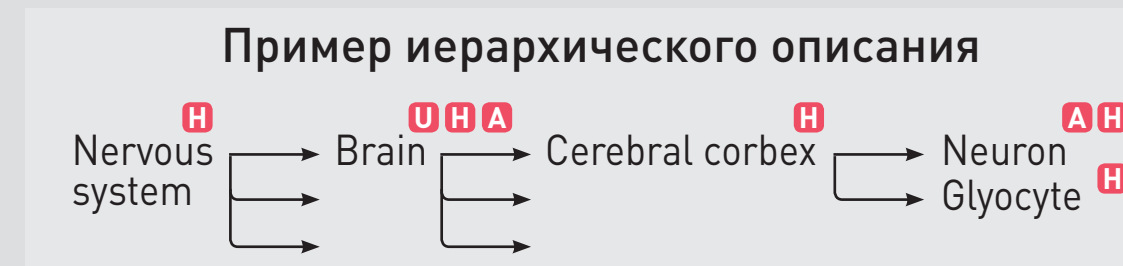 Пример иерархического описания
H U H A H A H
Nervous Brain Cerebral corbex Neuron
system Glyocyte H